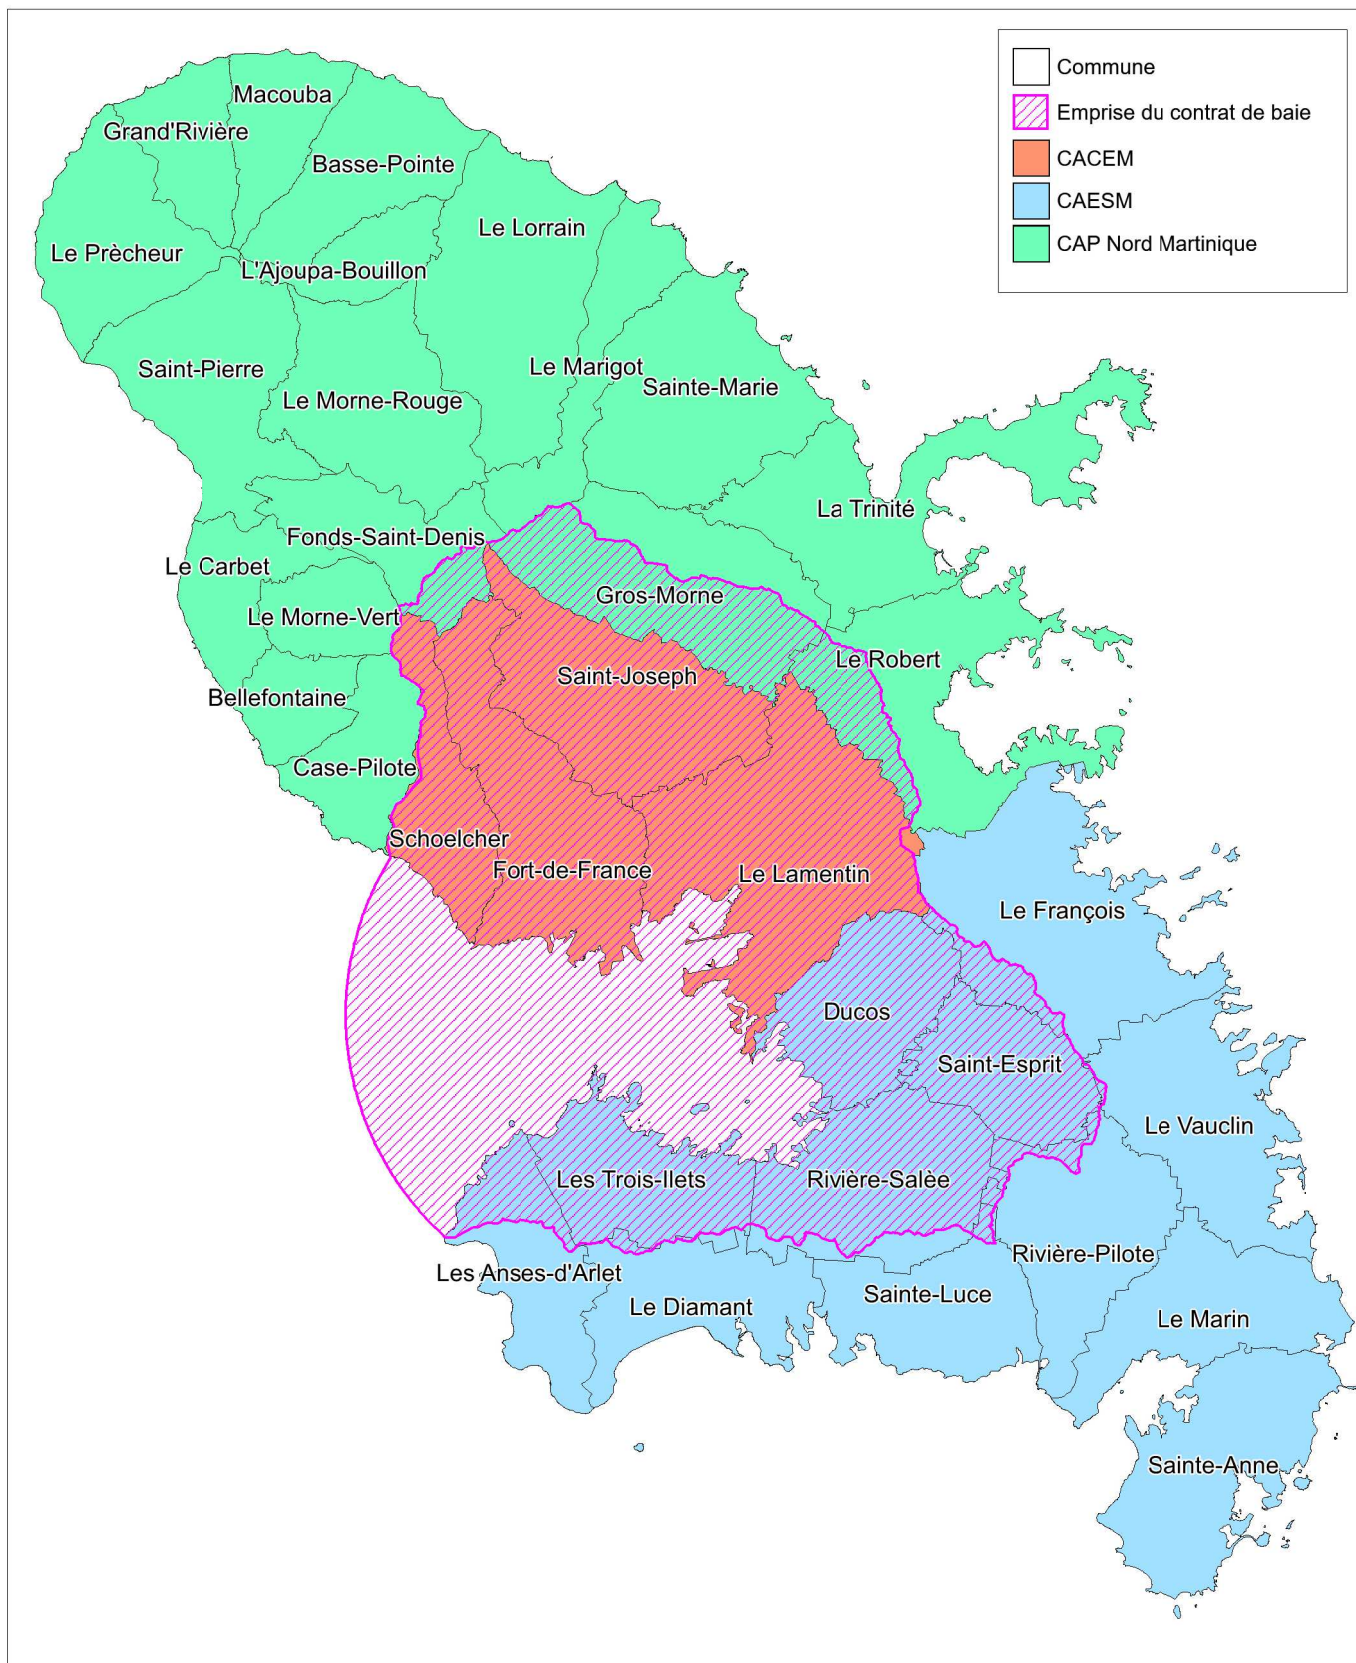 Commune
Emprise du contrat de baie
CACEM
CAESM
CAP Nord Martinique
Macouba
Grand'Rivière
Basse-Pointe
Le Lorrain
Le Prècheur
L'Ajoupa-Bouillon
Saint-Pierre
Le Marigot
Sainte-Marie
Le Morne-Rouge
La Trinité
Fonds-Saint-Denis
Le Carbet
Gros-Morne
Le Morne-Vert
Le Robert
Saint-Joseph
Bellefontaine
Case-Pilote
Schoelcher
Fort-de-France
Le Lamentin
Le François
Ducos
Saint-Esprit
Le Vauclin
Les Trois-Ilets
Rivière-Salèe
Rivière-Pilote
Les Anses-d'Arlet
Sainte-Luce
Le Diamant
Le Marin
Sainte-Anne